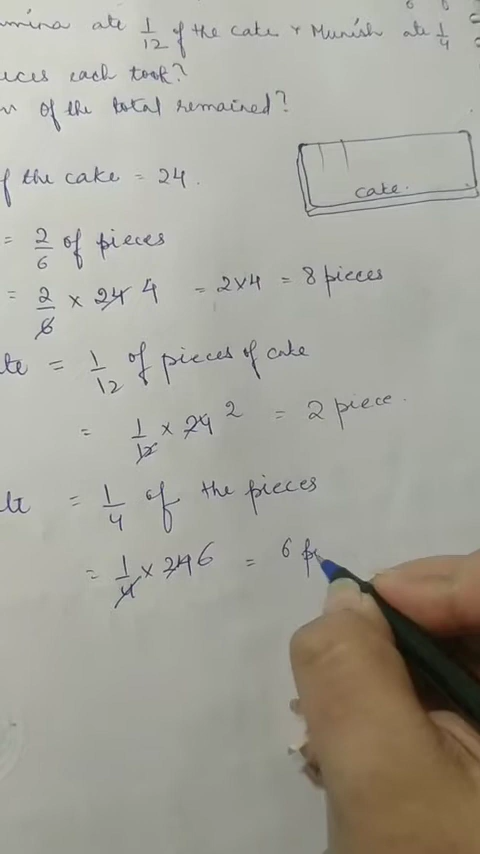 mina ate 1/12 of the cake & Munish ate 1/4
eces each took?
of the total remained?
of the cake = 24.
cake.
= 2/6 of pieces
= 2/6 × 24 4 = 2×4 = 8 pieces
te = 1/12 of pieces of cake
= 1/12 × 24 2 = 2 piece.
= 1/4 of the pieces
= 1/4 × 24 6 = 6 p